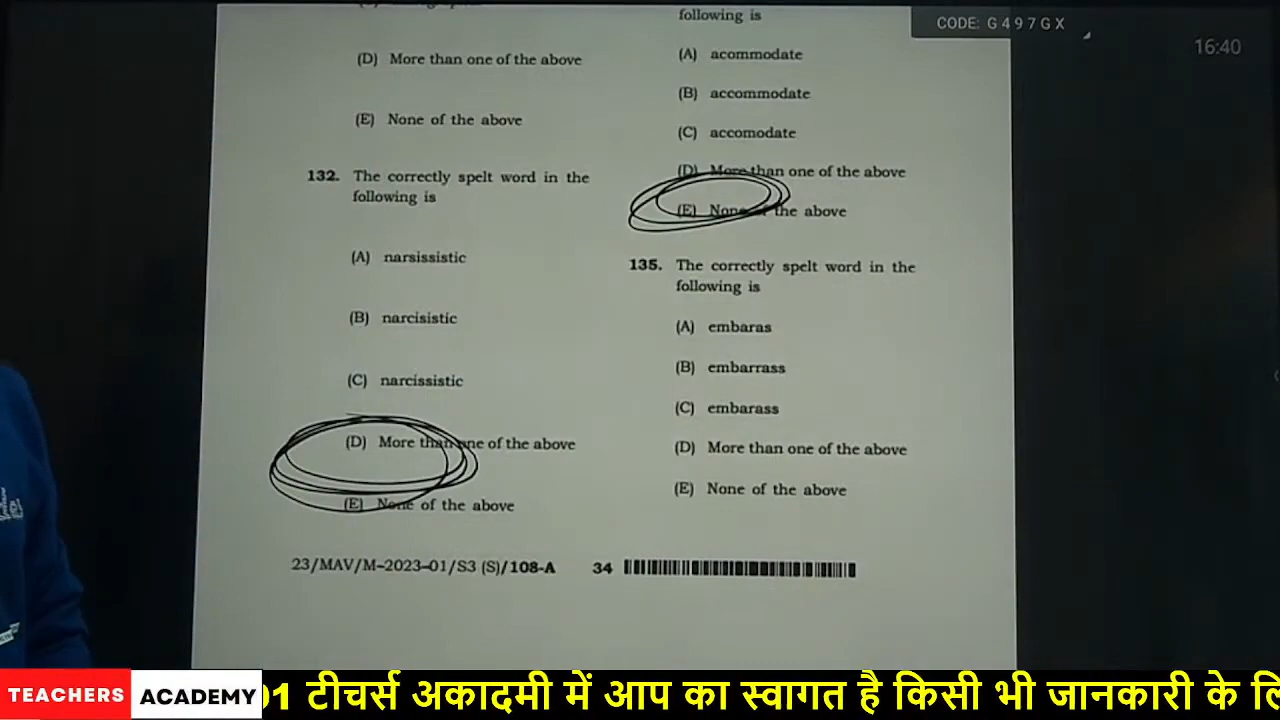 CODE: G497GX
16:40
(D) More than one of the above
(E) None of the above
132. The correctly spelt word in the
following is
(A) narsissistic
(B) narcisistic
(C) narcissistic
(D) More than one of the above
(E) None of the above
following is
(A) acommodate
(B) accommodate
(C) accomodate
(D) More than one of the above
(E) None of the above
135. The correctly spelt word in the
following is
(A) embaras
(B) embarrass
(C) embarass
(D) More than one of the above
(E) None of the above
23/MAV/M-2023-01/S3 (S)/108-A 34
TEACHERS ACADEMY
01 टीचर्स अकादमी में आप का स्वागत है किसी भी जानकारी के